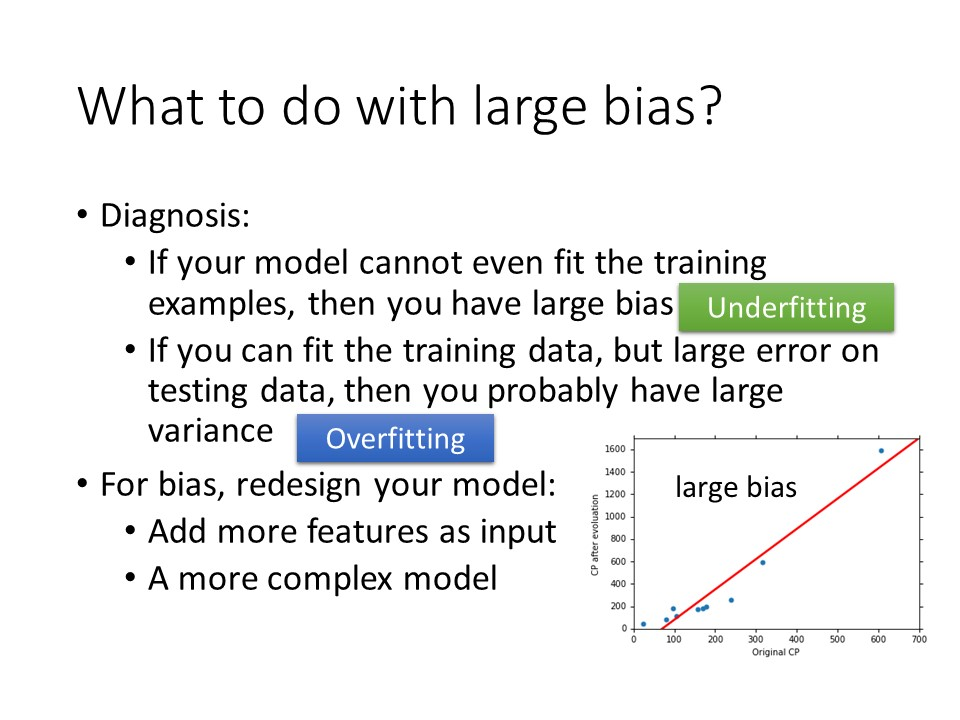 What to do with large bias?
• Diagnosis:
• If your model cannot even fit the training
examples, then you have large bias
Underfitting
• If you can fit the training data, but large error on
testing data, then you probably have large
variance
Overfitting
• For bias, redesign your model:
• Add more features as input
• A more complex model
large bias
1600
1400
1200
1000
800
600
400
200
0
CP after evoluation
0 100 200 300 400 500 600 700
Original CP